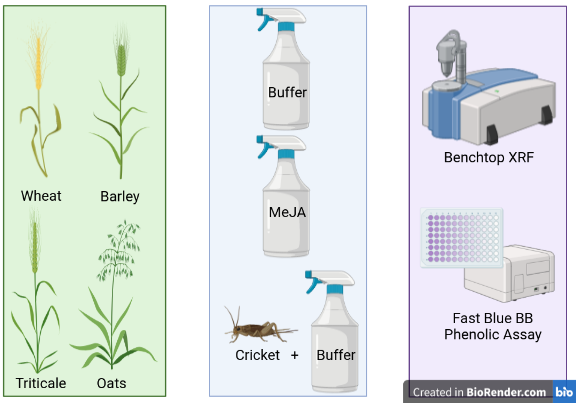 Wheat
Barley
Triticale
Oats
Buffer
MeJA
Cricket + Buffer
Benchtop XRF
Fast Blue BB
Phenolic Assay
Created in BioRender.com bio